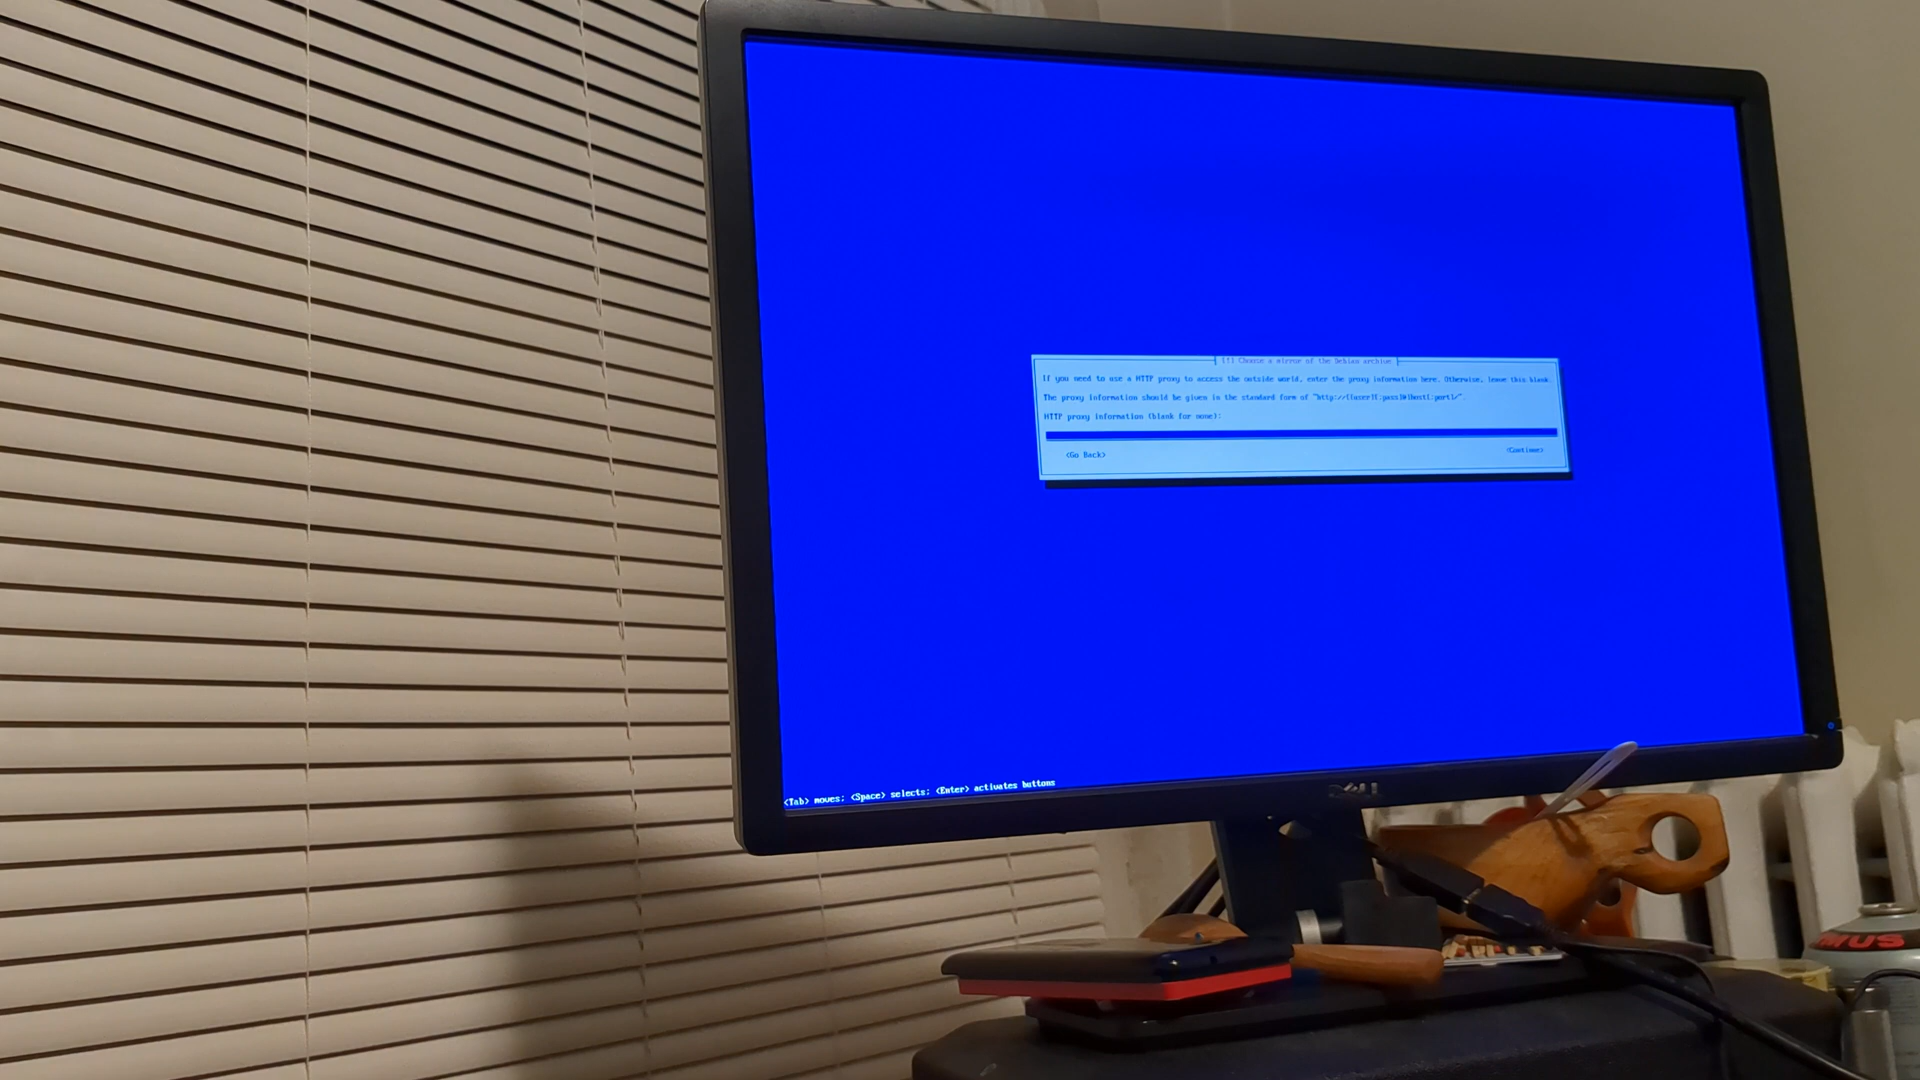 [!] Choose a mirror of the Debian archive
If you need to use a HTTP proxy to access the outside world, enter the proxy information here. Otherwise, leave this blank.
The proxy information should be given in the standard form of "http://[[user][:pass]@]host[:port]/".
HTTP proxy information (blank for none):
<Go Back>
<Continue>
<Tab> moves; <Space> selects; <Enter> activates buttons
DELL
MUS